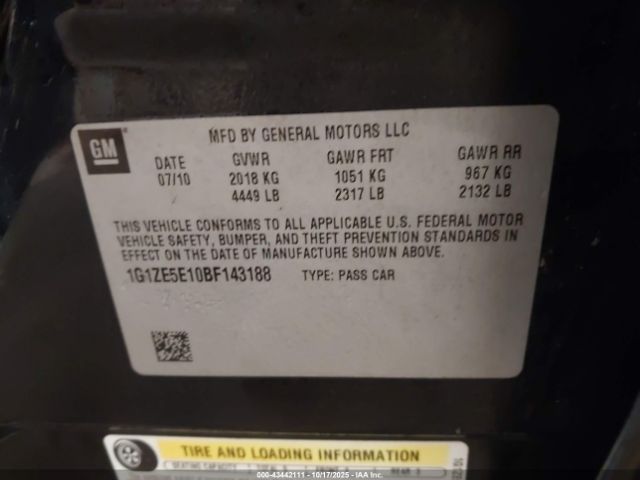 GM
MFD BY GENERAL MOTORS LLC
DATE GVWR GAWR FRT GAWR RR
07/10 2018 KG 1051 KG 967 KG
4449 LB 2317 LB 2132 LB
THIS VEHICLE CONFORMS TO ALL APPLICABLE U.S. FEDERAL MOTOR
VEHICLE SAFETY, BUMPER, AND THEFT PREVENTION STANDARDS IN
EFFECT ON THE DATE OF MANUFACTURE SHOWN ABOVE.
1G1ZE5E10BF143188 TYPE: PASS CAR
TIRE AND LOADING INFORMATION
SEATING CAPACITY
00-43442111 - 10/17/2025 - IAA Inc.